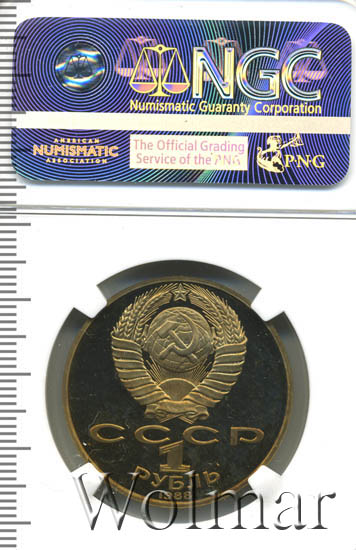 NGC
Numismatic Guaranty Corporation
AMERICAN
NUMISMATIC
ASSOCIATION
The Official Grading
Service of the PNG
PNG
СССР
1
РУБЛЬ
1988
Wolmar